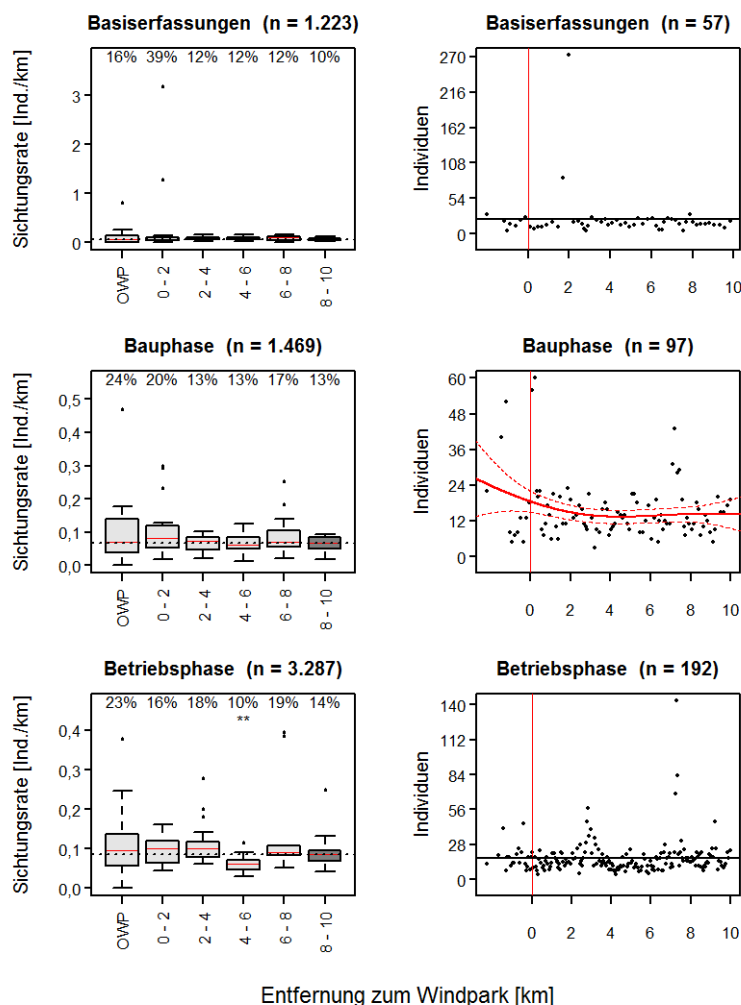 Basiserfassungen (n = 1.223)
16% 39% 12% 12% 12% 10%
Sichtungsrate [Ind./km]
3
2
1
0
OWP
0 - 2
2 - 4
4 - 6
6 - 8
8 - 10
Basiserfassungen (n = 57)
Individuen
270
216
162
108
54
0
0 2 4 6 8 10
Bauphase (n = 1.469)
24% 20% 13% 13% 17% 13%
Sichtungsrate [Ind./km]
0,5
0,4
0,3
0,2
0,1
0,0
OWP
0 - 2
2 - 4
4 - 6
6 - 8
8 - 10
Bauphase (n = 97)
Individuen
60
48
36
24
12
0
0 2 4 6 8 10
Betriebsphase (n = 3.287)
23% 16% 18% 10% 19% 14%
**
Sichtungsrate [Ind./km]
0,4
0,3
0,2
0,1
0,0
OWP
0 - 2
2 - 4
4 - 6
6 - 8
8 - 10
Betriebsphase (n = 192)
Individuen
140
112
84
56
28
0
0 2 4 6 8 10
Entfernung zum Windpark [km]